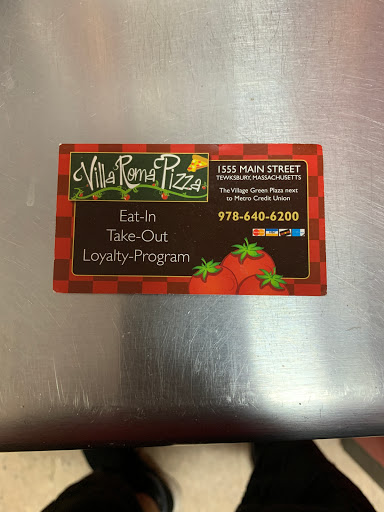 Villa Roma Pizza
Eat-In
Take-Out
Loyalty-Program
1555 MAIN STREET
TEWKSBURY, MASSACHUSETTS
The Village Green Plaza next
to Metro Credit Union
978-640-6200